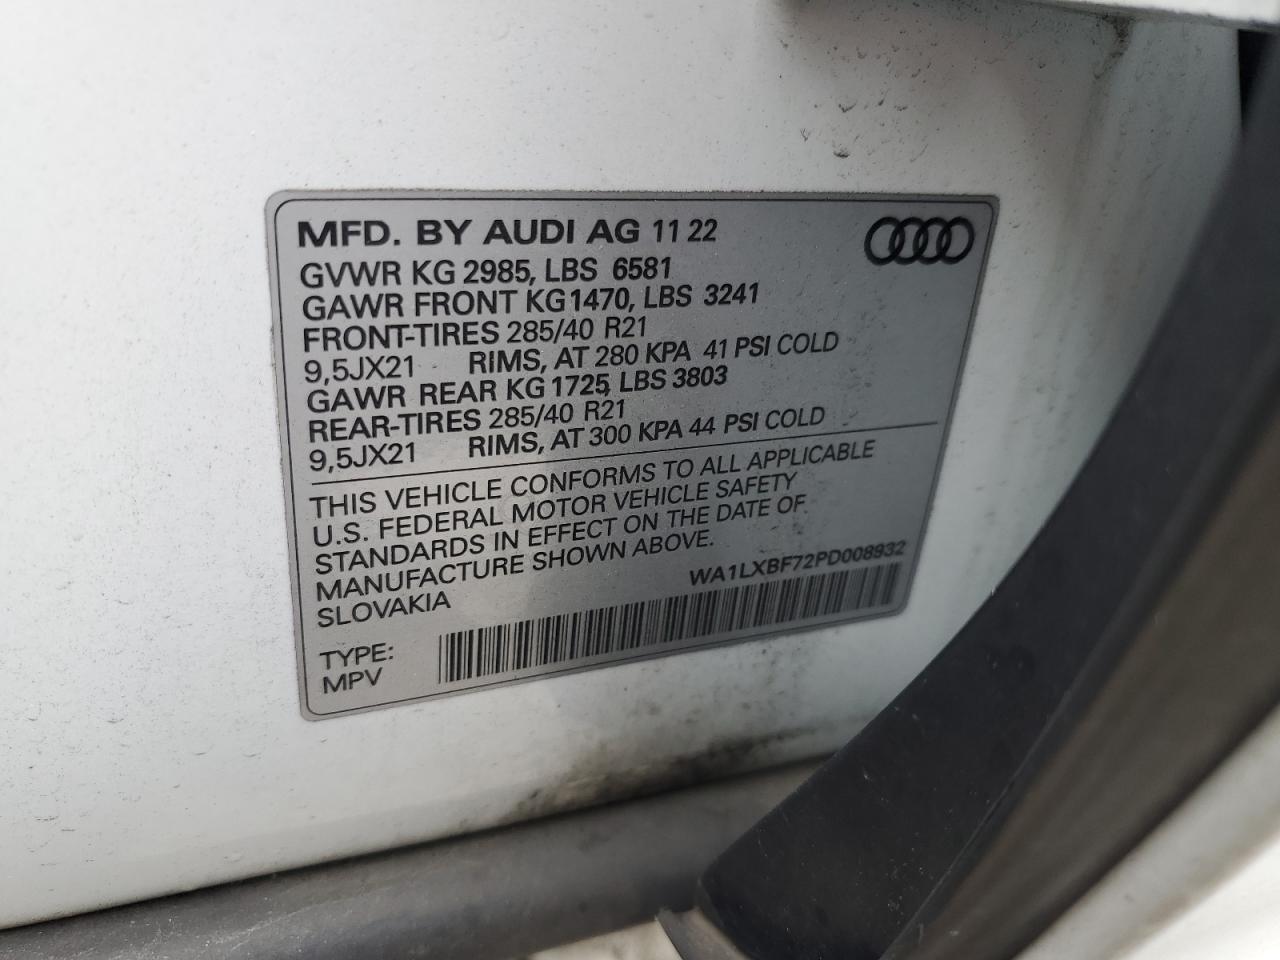 MFD. BY AUDI AG 11 22
GVWR KG 2985, LBS 6581
GAWR FRONT KG 1470, LBS 3241
FRONT-TIRES 285/40 R21
9,5JX21 RIMS, AT 280 KPA 41 PSI COLD
GAWR REAR KG 1725, LBS 3803
REAR-TIRES 285/40 R21
9,5JX21 RIMS, AT 300 KPA 44 PSI COLD
THIS VEHICLE CONFORMS TO ALL APPLICABLE
U.S. FEDERAL MOTOR VEHICLE SAFETY
STANDARDS IN EFFECT ON THE DATE OF
MANUFACTURE SHOWN ABOVE.
SLOVAKIA
WA1LXBF72PD008932
TYPE:
MPV